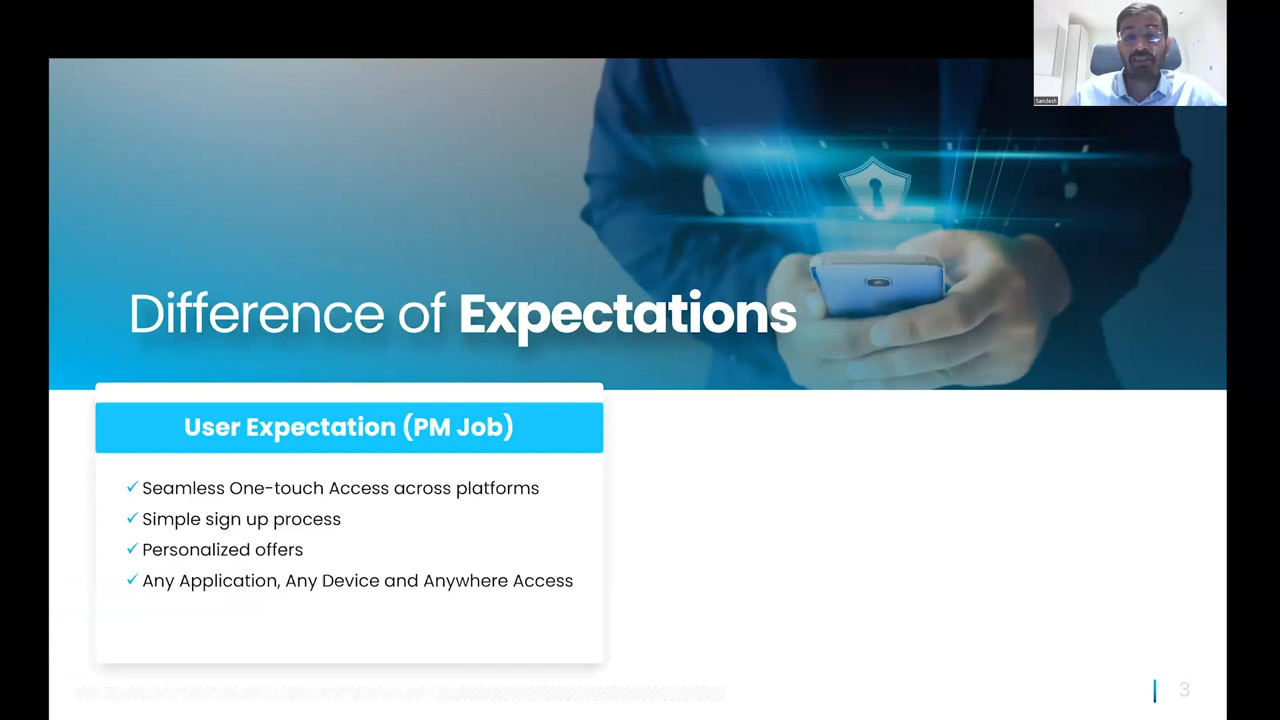 Sandesh
Difference of Expectations
User Expectation (PM Job)
✓ Seamless One-touch Access across platforms
✓ Simple sign up process
✓ Personalized offers
✓ Any Application, Any Device and Anywhere Access
3